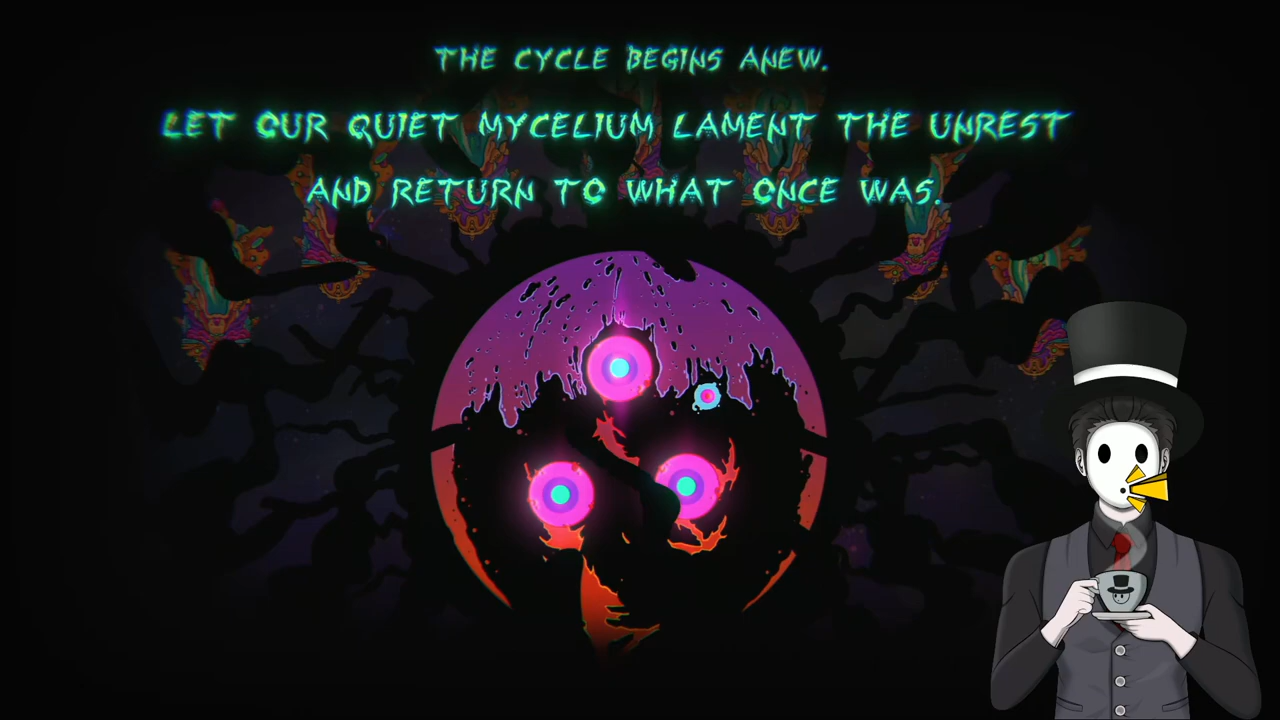 THE CYCLE BEGINS ANEW.
LET OUR QUIET MYCELIUM LAMENT THE UNREST
AND RETURN TO WHAT ONCE WAS.